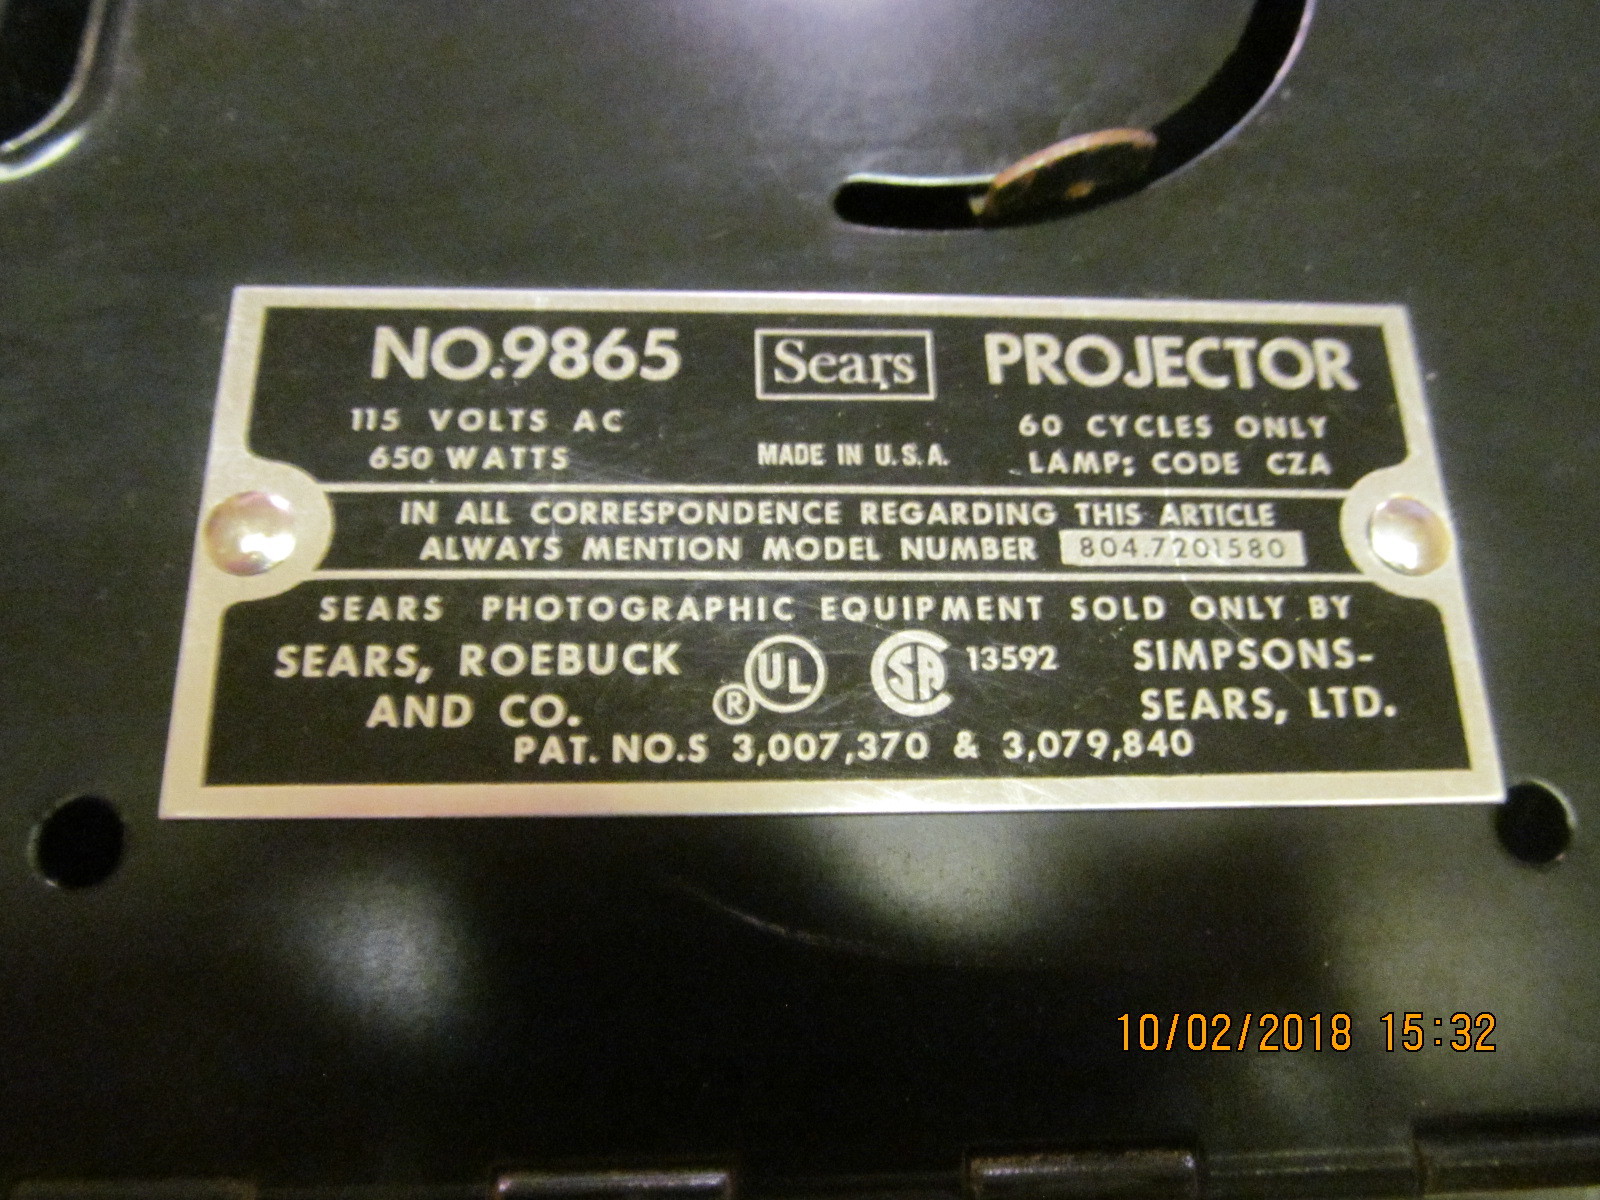 NO.9865 Sears PROJECTOR
115 VOLTS AC 60 CYCLES ONLY
650 WATTS MADE IN U.S.A. LAMP: CODE CZA
IN ALL CORRESPONDENCE REGARDING THIS ARTICLE
ALWAYS MENTION MODEL NUMBER 804.7201580
SEARS PHOTOGRAPHIC EQUIPMENT SOLD ONLY BY
SEARS, ROEBUCK ® UL SA 13592 SIMPSONS-
AND CO. SEARS, LTD.
PAT. NO.S 3,007,370 & 3,079,840
10/02/2018 15:32